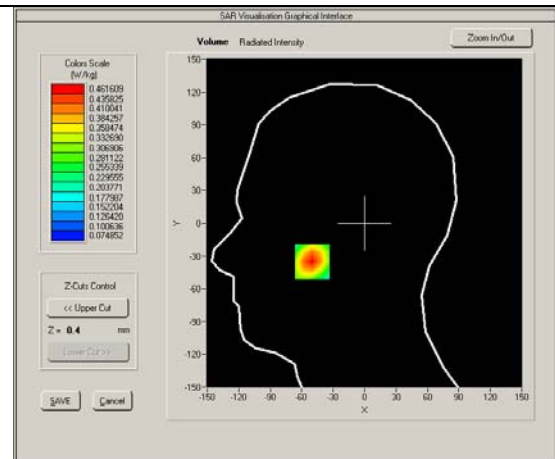 SAR Visualisation Graphical Interface
Volume Radiated Intensity
Zoom In/Out
Colors Scale
(W/kg)
0.461609
0.435825
0.410041
0.384257
0.358474
0.332690
0.306906
0.281122
0.255339
0.229555
0.203771
0.177987
0.152204
0.126420
0.100636
0.074852
Z-Cuts Control
<< Upper Cut
Z = 0.4 mm
Lower Cut >>
SAVE Cancel
150
120
90
60
30
0
-30
-60
-90
-120
-150
Y
-150 -120 -90 -60 -30 0 30 60 90 120 150
X